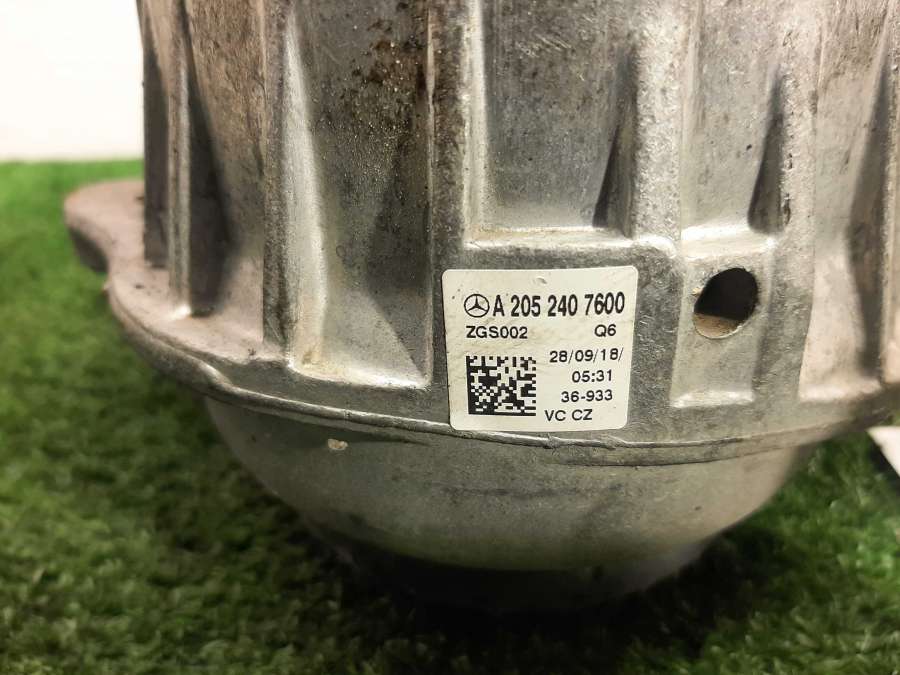 A 205 240 7600
ZGS002 Q6
28/09/18/
05:31
36-933
VC CZ